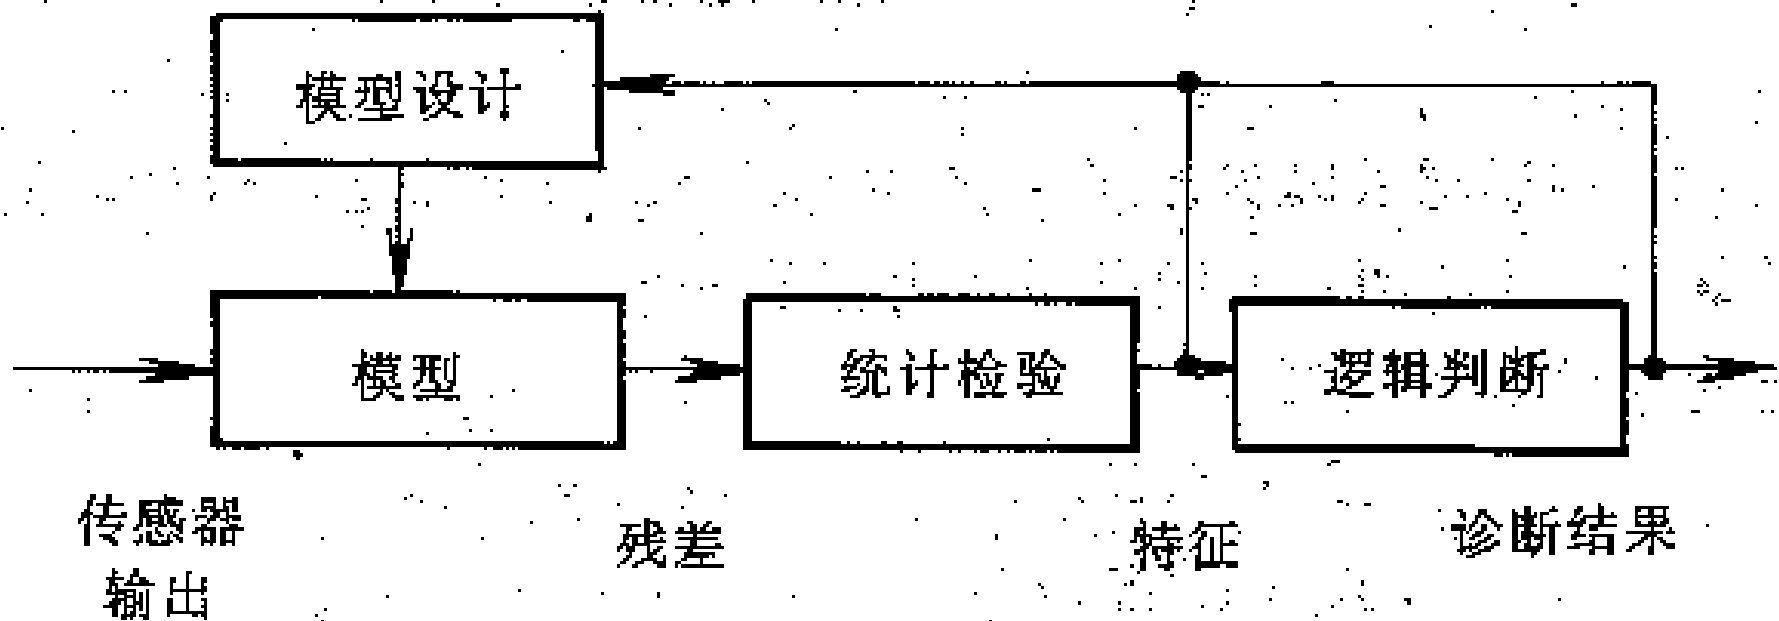 模型设计
模型
统计检验
逻辑判断
传感器
输出
残差
特征
诊断结果